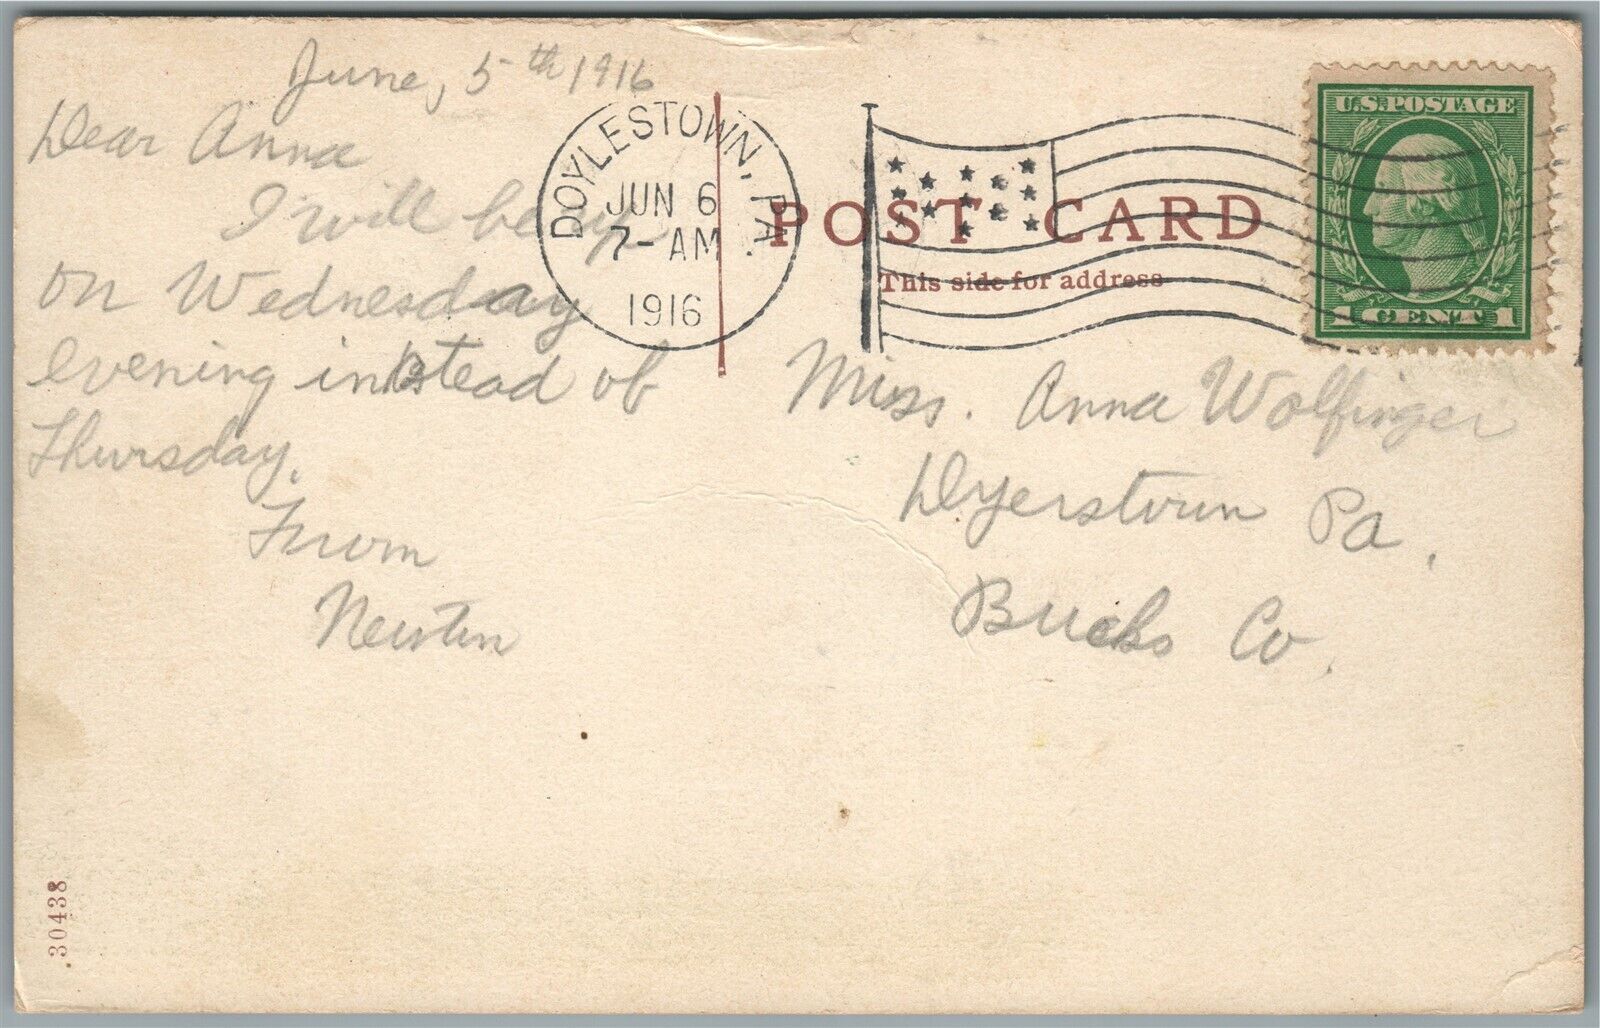 June, 5th 1916
Dear Anna
I will be up
on Wednesday
evening instead of
Thursday.
From
Newton
DOYLESTOWN, PA.
JUN 6
7-AM
1916
POST CARD
This side for address
U.S. POSTAGE
1 CENT 1
Miss. Anna Wolfinger
Dyerstown Pa.
Bucks Co.
30438